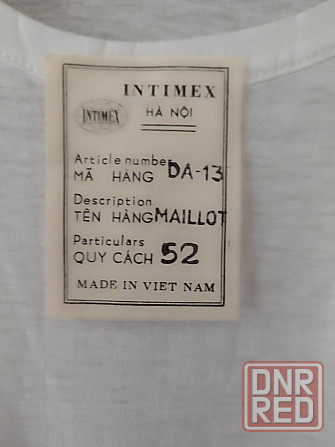 INTIMEX
INTIMEX
HÀ NỘI
Article number DA-13
MÃ HÀNG
Description
TÊN HÀNG MAILLOT
Particulars
QUY CÁCH 52
MADE IN VIET NAM
DNR
RED